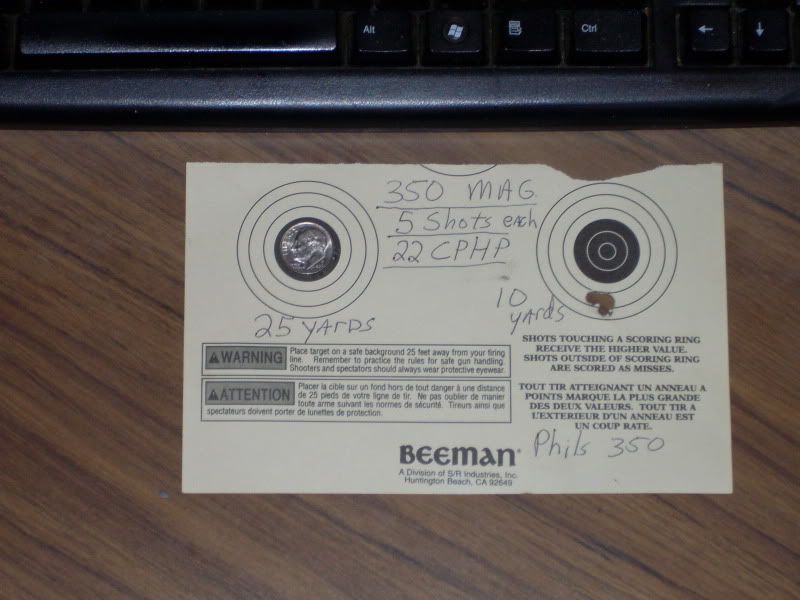 Alt
Ctrl
350 MAG
5 Shots each
22 CPHP
25 YARDS
10
yards
WARNING Place target on a safe background 25 feet away from your firing
line. Remember to practice the rules for safe gun handling.
Shooters and spectators should always wear protective eyewear.
ATTENTION Placer la cible sur un fond hors de tout danger à une distance
de 25 pieds de votre ligne de tir. Ne pas oublier de manier
toute arme suivant les normes de sécurité. Tireurs ainsi que
spectateurs doivent porter de lunettes de protection.
SHOTS TOUCHING A SCORING RING
RECEIVE THE HIGHER VALUE.
SHOTS OUTSIDE OF SCORING RING
ARE SCORED AS MISSES.
TOUT TIR ATTEIGNANT UN ANNEAU A
POINTS MARQUE LA PLUS GRANDE
DES DEUX VALEURS. TOUT TIR A
L'EXTERIEUR D'UN ANNEAU EST
UN COUP RATE.
Phils 350
BEEMAN®
A Division of S/R Industries, Inc.
Huntington Beach, CA 92649